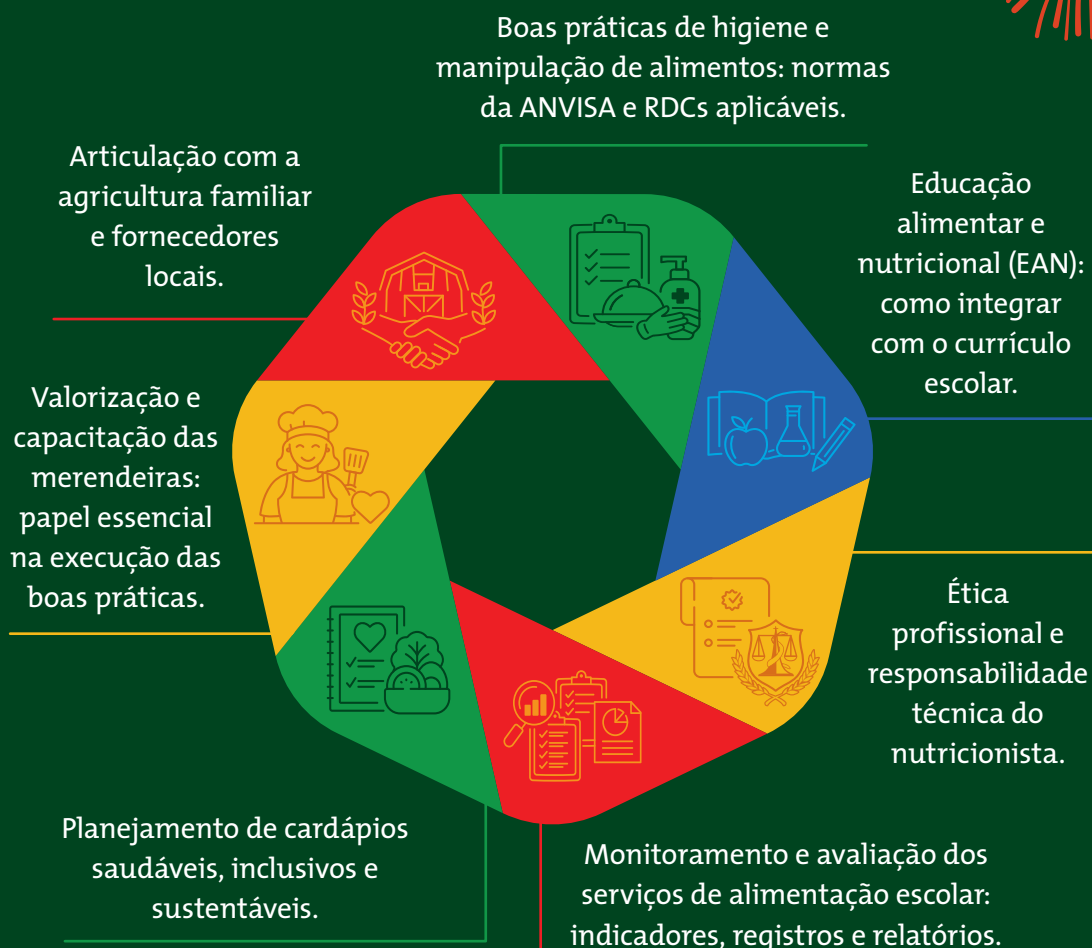 Boas práticas de higiene e
manipulação de alimentos: normas
da ANVISA e RDCs aplicáveis.
Articulação com a
agricultura familiar
e fornecedores
locais.
Educação
alimentar e
nutricional (EAN):
como integrar
com o currículo
escolar.
Valorização e
capacitação das
merendeiras:
papel essencial
na execução das
boas práticas.
Ética
profissional e
responsabilidade
técnica do
nutricionista.
Planejamento de cardápios
saudáveis, inclusivos e
sustentáveis.
Monitoramento e avaliação dos
serviços de alimentação escolar:
indicadores, registros e relatórios.